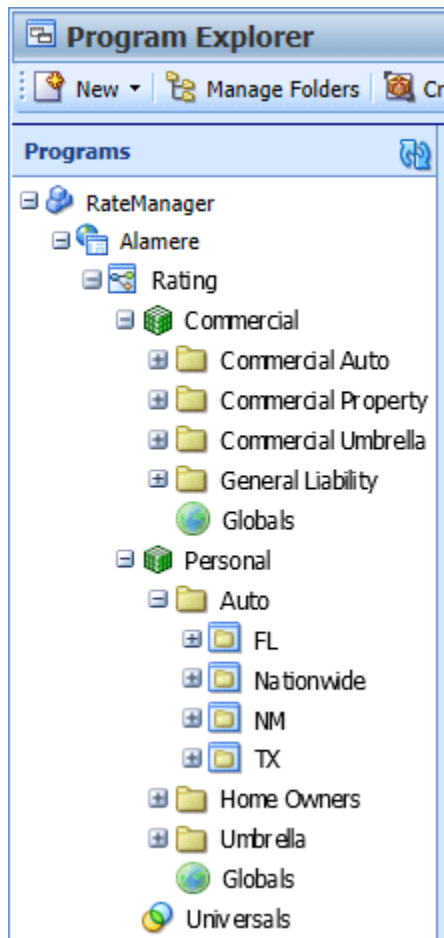 Program Explorer
New Manage Folders Cr
Programs
RateManager
Alamere
Rating
Commercial
Commercial Auto
Commercial Property
Commercial Umbrella
General Liability
Globals
Personal
Auto
FL
Nationwide
NM
TX
Home Owners
Umbrella
Globals
Universals